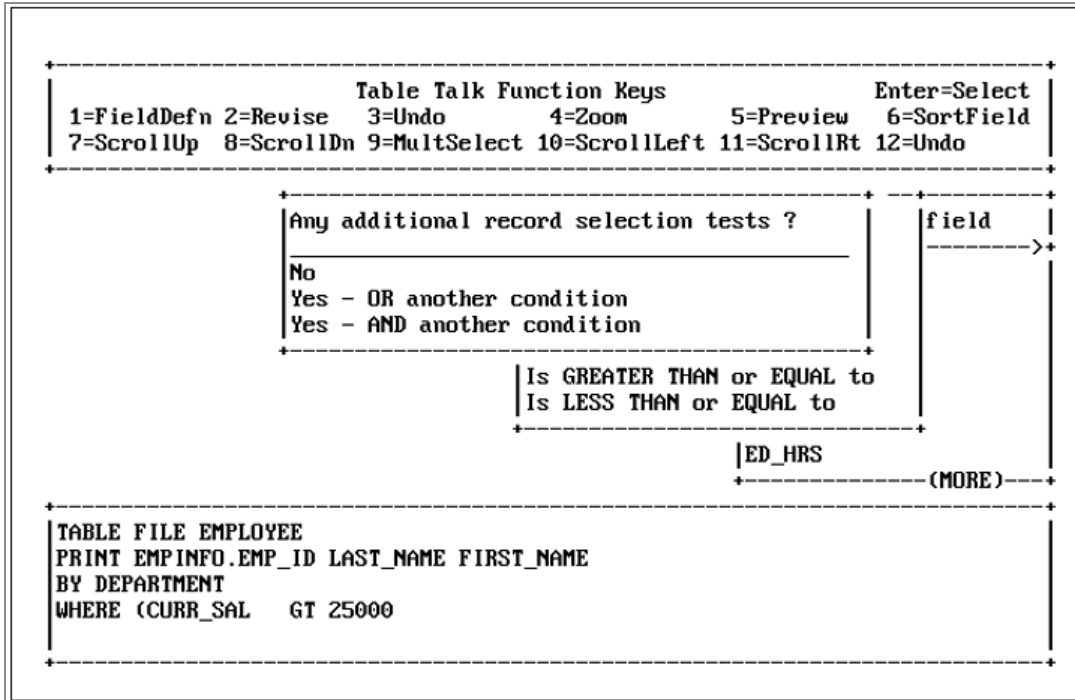 Table Talk Function Keys Enter=Select
1=FieldDefn 2=Revise 3=Undo 4=Zoom 5=Preview 6=SortField
7=ScrollUp 8=ScrollDn 9=MultSelect 10=ScrollLeft 11=ScrollRt 12=Undo
Any additional record selection tests ? field
No
Yes - OR another condition
Yes - AND another condition
Is GREATER THAN or EQUAL to
Is LESS THAN or EQUAL to
ED_HRS
(MORE)
TABLE FILE EMPLOYEE
PRINT EMPINFO.EMP_ID LAST_NAME FIRST_NAME
BY DEPARTMENT
WHERE (CURR_SAL GT 25000